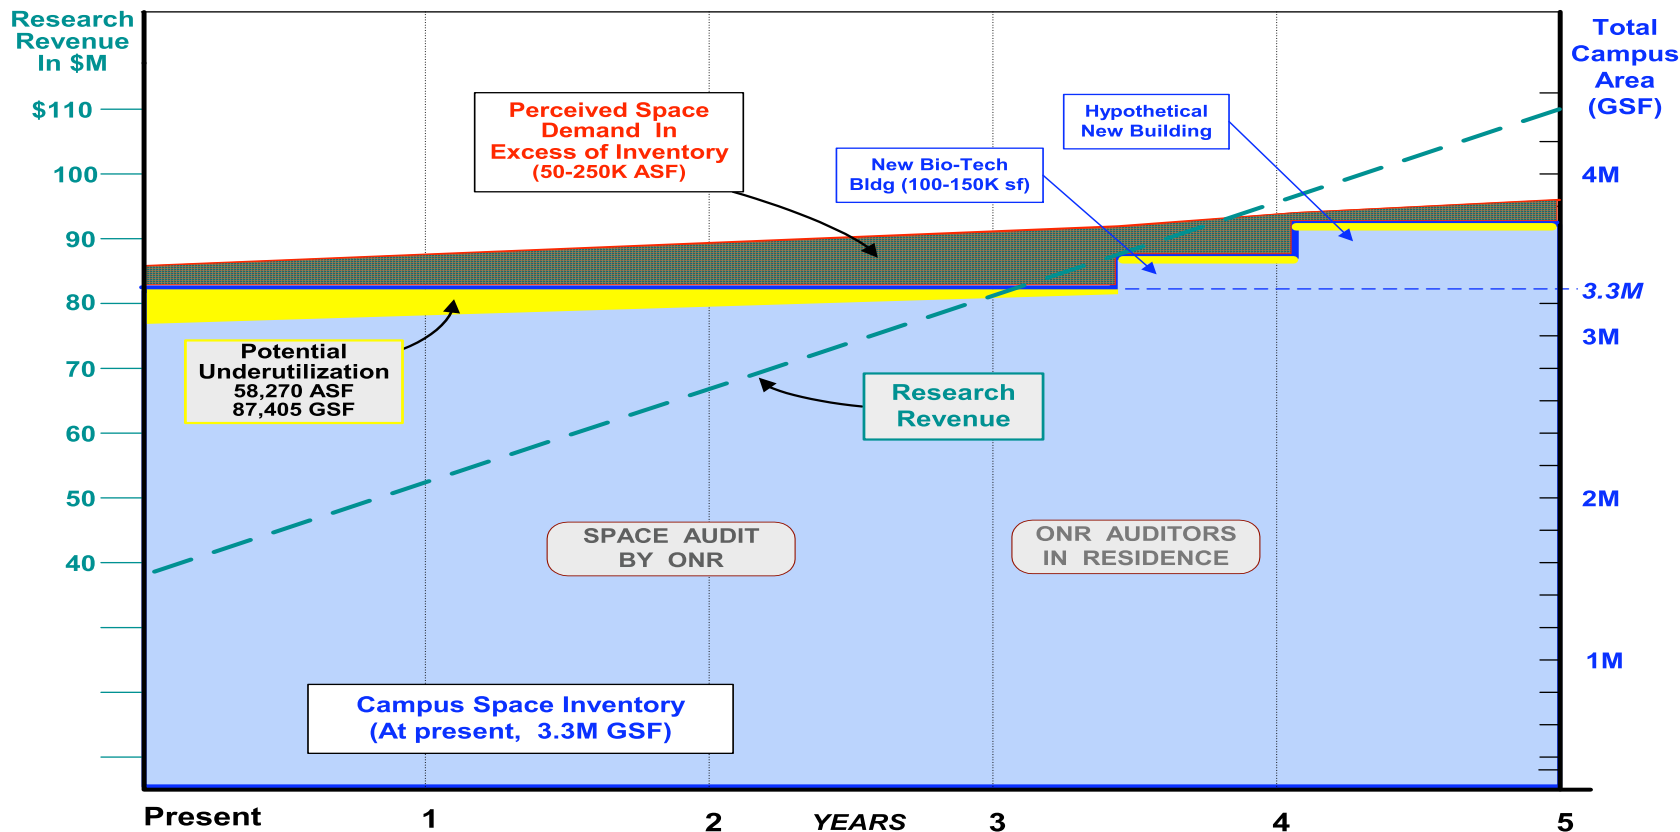 Research
Revenue
In $M
$110
100
90
80
70
60
50
40
Perceived Space
Demand In
Excess of Inventory
(50-250K ASF)
New Bio-Tech
Bldg (100-150K sf)
Hypothetical
New Building
Total
Campus
Area
(GSF)
4M
3.3M
3M
2M
1M
Potential
Underutilization
58,270 ASF
87,405 GSF
Research
Revenue
SPACE AUDIT
BY ONR
ONR AUDITORS
IN RESIDENCE
Campus Space Inventory
(At present, 3.3M GSF)
Present 1 2 YEARS 3 4 5